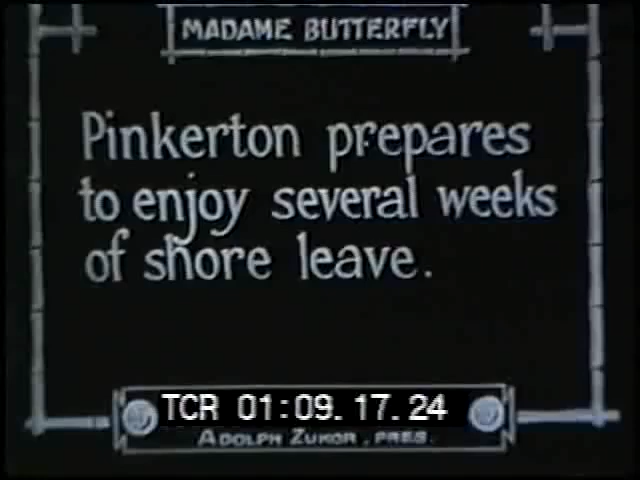 MADAME BUTTERFLY
Pinkerton prepares
to enjoy several weeks
of shore leave.
TCR 01:09.17.24
ADOLPH ZUKOR, PRES.